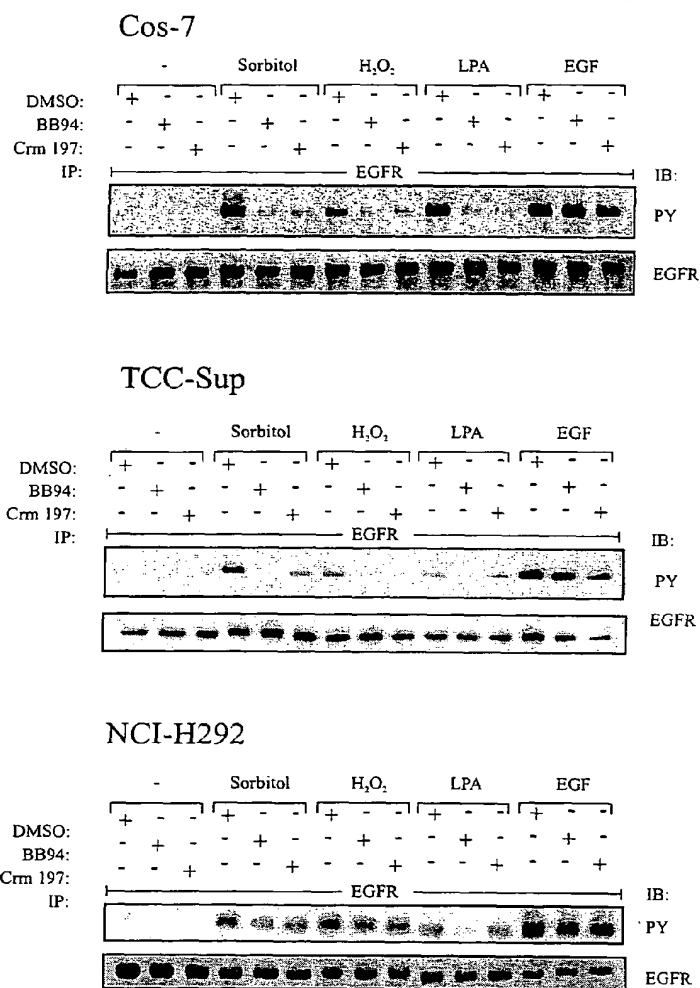 Cos-7
- Sorbitol H₂O₂ LPA EGF
DMSO: + - - + - - + - - + - - + - -
BB94: - + - - + - - + - - + - - + -
Crm 197: - - + - - + - - + - - + - - +
IP: EGFR IB:
PY
EGFR
TCC-Sup
- Sorbitol H₂O₂ LPA EGF
DMSO: + - - + - - + - - + - - + - -
BB94: - + - - + - - + - - + - - + -
Crm 197: - - + - - + - - + - - + - - +
IP: EGFR IB:
PY
EGFR
NCI-H292
- Sorbitol H₂O₂ LPA EGF
DMSO: + - - + - - + - - + - - + - -
BB94: - + - - + - - + - - + - - + -
Crm 197: - - + - - + - - + - - + - - +
IP: EGFR IB:
PY
EGFR